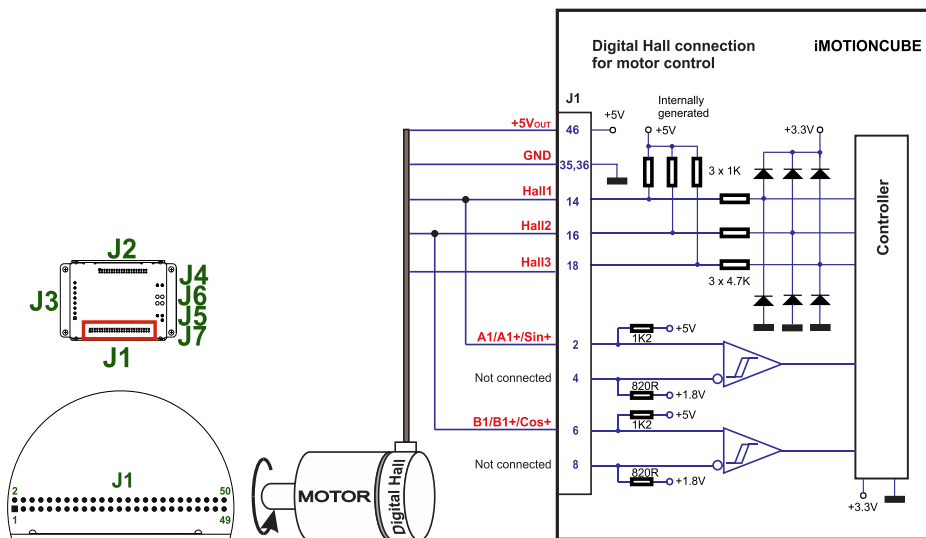 Digital Hall connection
for motor control
iMOTIONCUBE
J1
Internally
generated
+5V
+5V
+3.3V
+5VOUT
46
GND
35,36
3 x 1K
Hall1
14
Hall2
16
Hall3
18
3 x 4.7K
Controller
J2
J4
J3
J6
J5
J7
J1
A1/A1+/Sin+
2
+5V
1K2
Not connected
4
820R
+1.8V
B1/B1+/Cos+
6
+5V
1K2
Not connected
8
820R
+1.8V
+3.3V
J1
2
50
1
49
MOTOR
Digital Hall